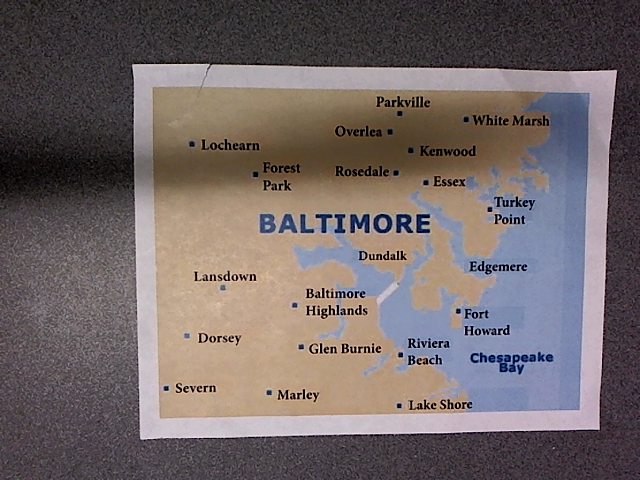 Parkville
White Marsh
Overlea
Lochearn
Kenwood
Forest
Park
Rosedale
Essex
Turkey
Point
BALTIMORE
Dundalk
Edgemere
Lansdown
Baltimore
Highlands
Fort
Howard
Dorsey
Glen Burnie
Riviera
Beach
Chesapeake
Bay
Severn
Marley
Lake Shore